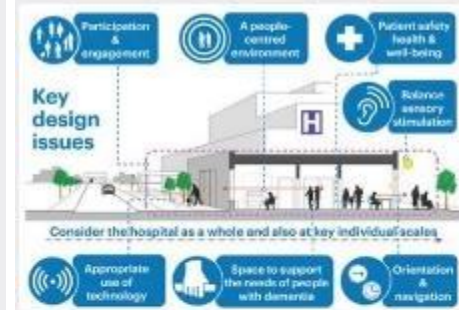 Participation
&
engagement
A people-
centred
environment
Patient safety
health &
well-being
Key
design
issues
Balance
sensory
stimulation
H
Consider the hospital as a whole and also at key individual scales
Appropriate
use of
technology
Space to support
the needs of people
with dementia
Orientation
&
navigation